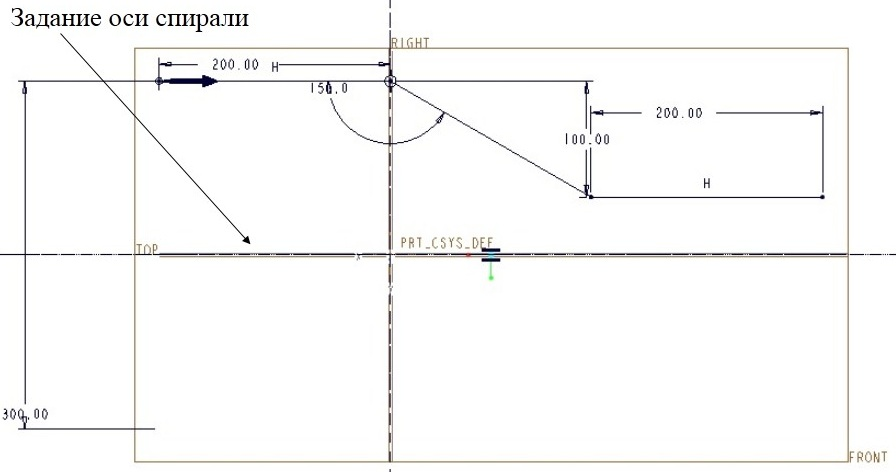 Задание оси спирали
RIGHT
200.00 H
150.0
200.00
100.00
H
PRT_CSYS_DEF
TOP
X
300.00
FRONT